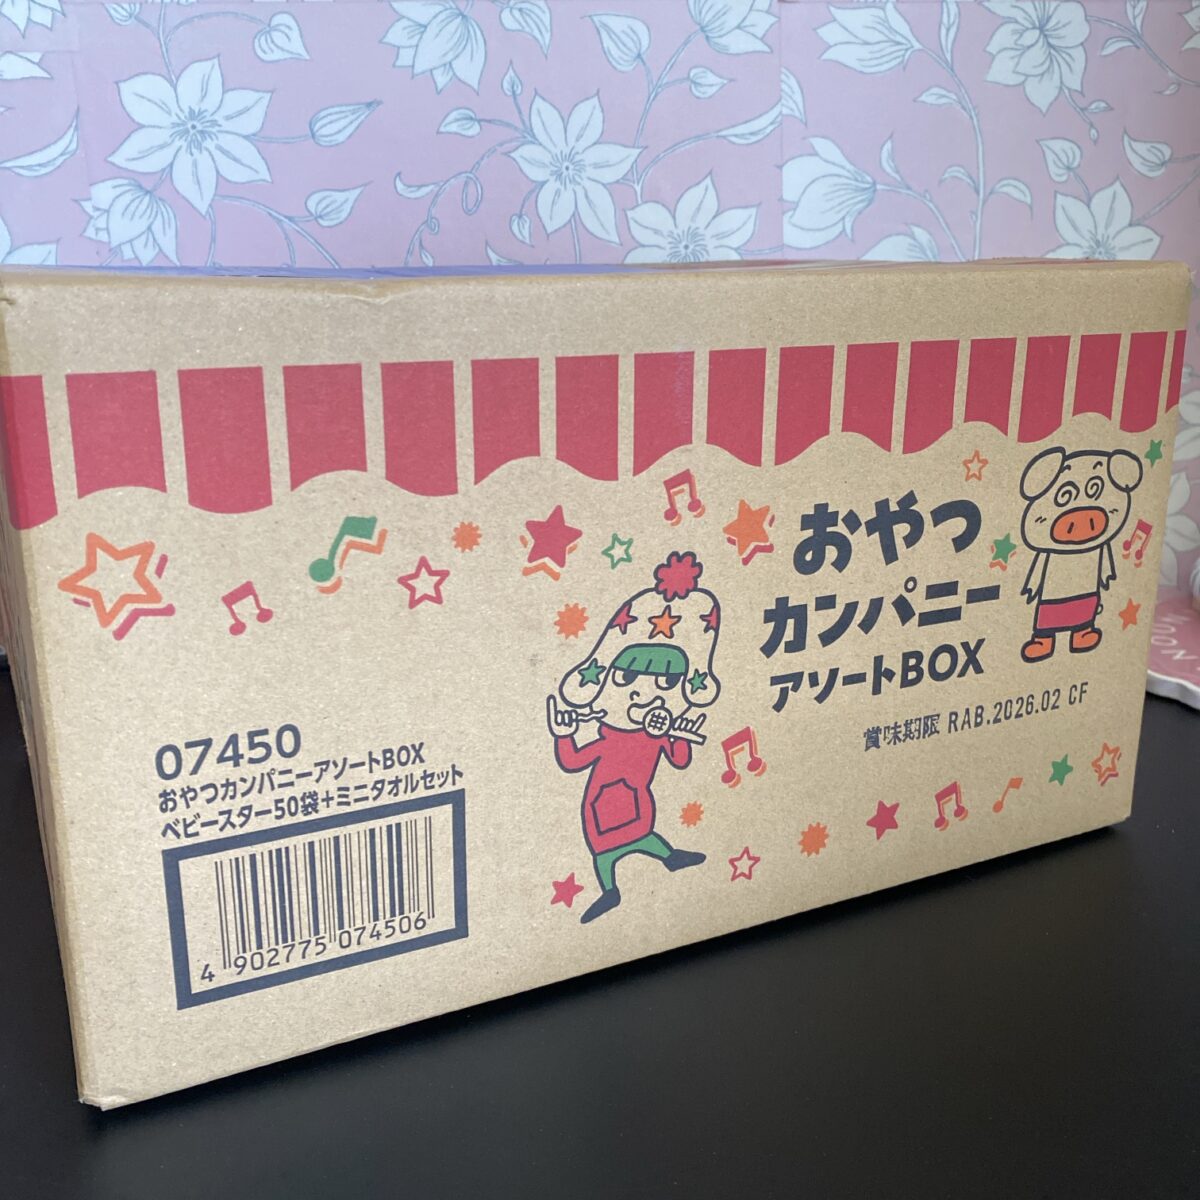 おやつ
カンパニー
アソートBOX
賞味期限 RAB.2026.02 CF
07450
おやつカンパニーアソートBOX
ベビースター50袋+ミニタオルセット
4 902775 074506